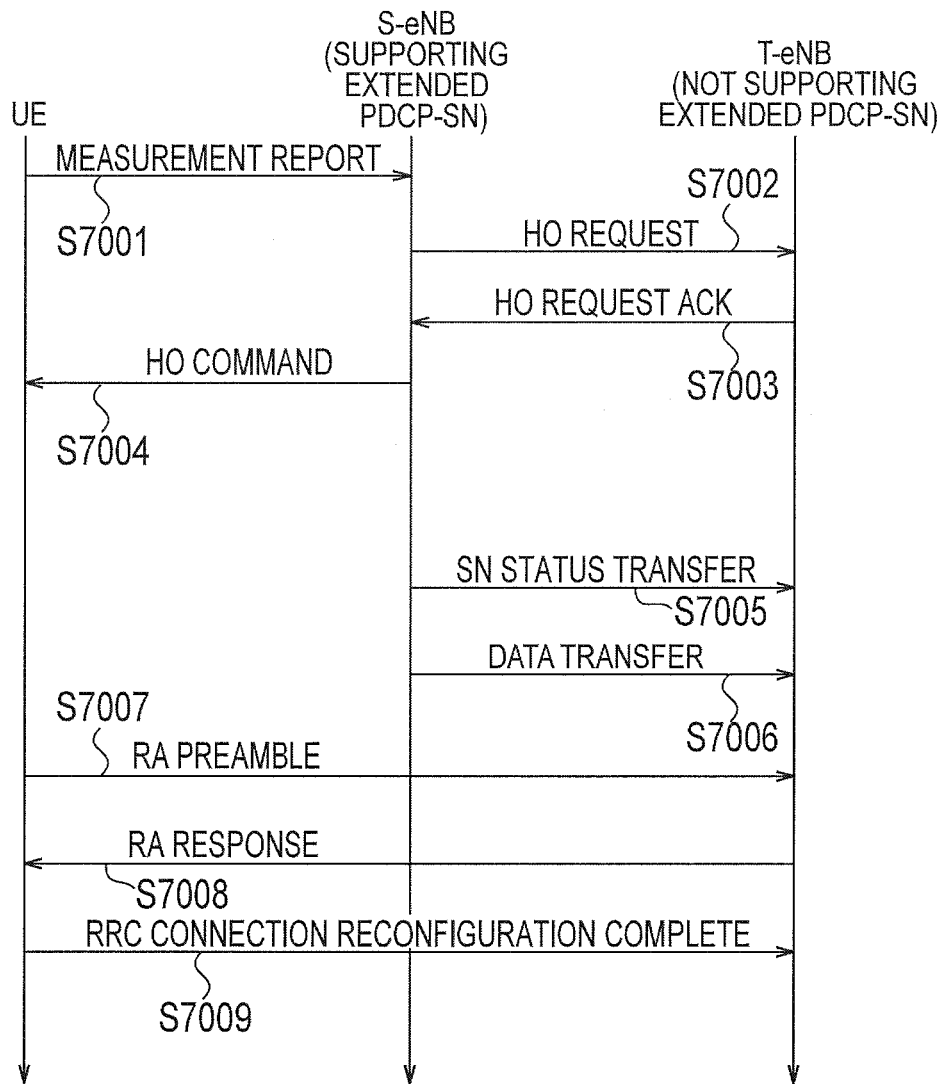 S-eNB
(SUPPORTING
EXTENDED
PDCP-SN)
T-eNB
(NOT SUPPORTING
EXTENDED PDCP-SN)
UE
MEASUREMENT REPORT
S7001
S7002
HO REQUEST
HO REQUEST ACK
S7003
HO COMMAND
S7004
SN STATUS TRANSFER
S7005
DATA TRANSFER
S7006
S7007
RA PREAMBLE
RA RESPONSE
S7008
RRC CONNECTION RECONFIGURATION COMPLETE
S7009